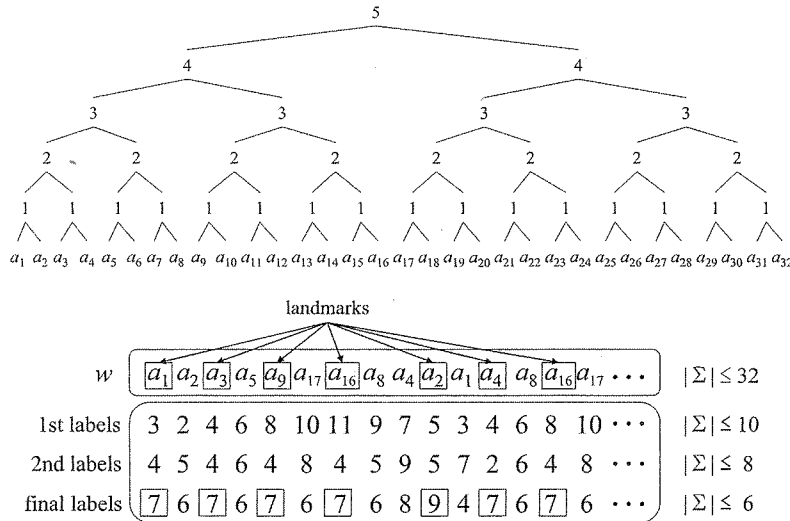 5
4 4
3 3 3 3
2 2 2 2 2 2 2 2
1 1 1 1 1 1 1 1 1 1 1 1 1 1 1 1
a₁ a₂ a₃ a₄ a₅ a₆ a₇ a₈ a₉ a₁₀ a₁₁ a₁₂ a₁₃ a₁₄ a₁₅ a₁₆ a₁₇ a₁₈ a₁₉ a₂₀ a₂₁ a₂₂ a₂₃ a₂₄ a₂₅ a₂₆ a₂₇ a₂₈ a₂₉ a₃₀ a₃₁ a₃₂
landmarks
w a₁ a₂ a₃ a₅ a₉ a₁₇ a₁₆ a₈ a₄ a₂ a₁ a₄ a₈ a₁₆ a₁₇ ··· |Σ| ≤ 32
1st labels 3 2 4 6 8 10 11 9 7 5 3 4 6 8 10 ··· |Σ| ≤ 10
2nd labels 4 5 4 6 4 8 4 5 9 5 7 2 6 4 8 ··· |Σ| ≤ 8
final labels 7 6 7 6 7 6 7 6 8 9 4 7 6 7 6 ··· |Σ| ≤ 6